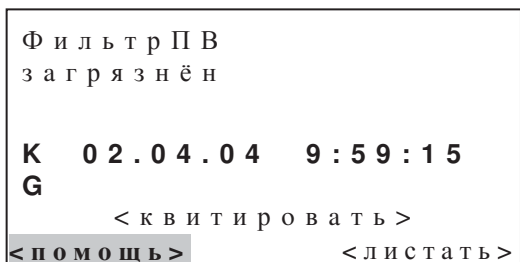 ФильтрПВ
загрязнён
K 02.04.04 9:59:15
G
<квитировать>
<помощь> <листать>